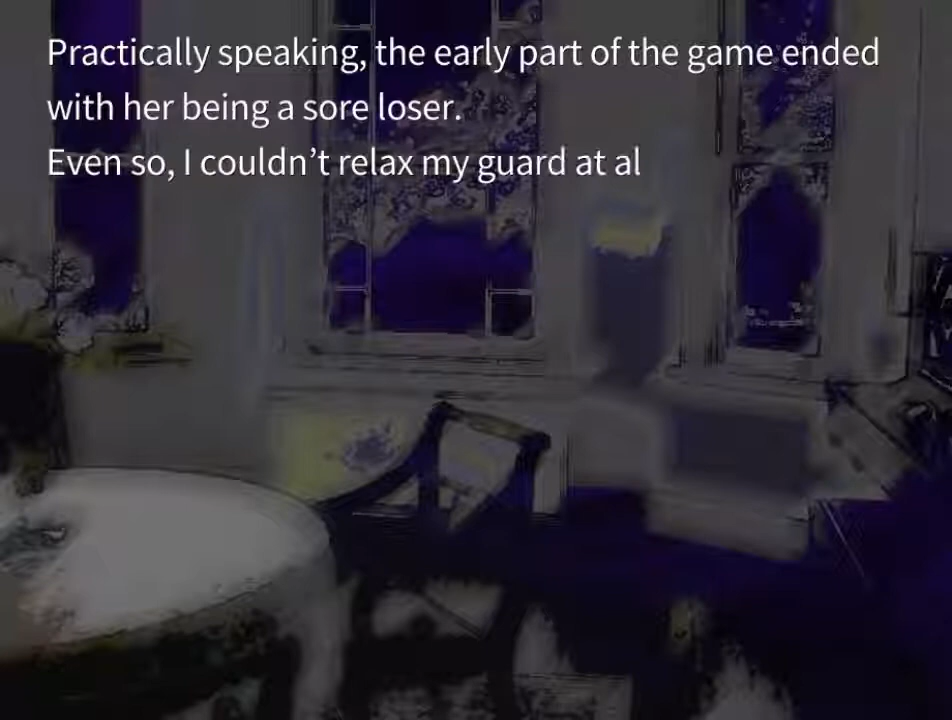 Practically speaking, the early part of the game ended
with her being a sore loser.
Even so, I couldn’t relax my guard at al